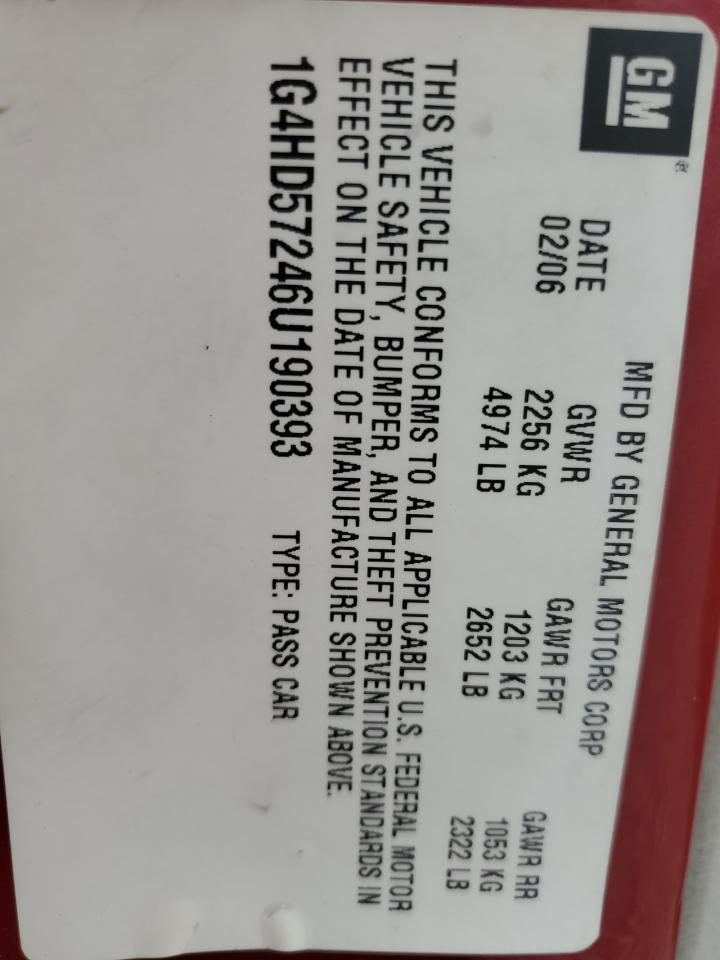 GM®
MFD BY GENERAL MOTORS CORP
DATE GVWR GAWR FRT GAWR RR
02/06 2256 KG 1203 KG 1053 KG
4974 LB 2652 LB 2322 LB
THIS VEHICLE CONFORMS TO ALL APPLICABLE U.S. FEDERAL MOTOR
VEHICLE SAFETY, BUMPER, AND THEFT PREVENTION STANDARDS IN
EFFECT ON THE DATE OF MANUFACTURE SHOWN ABOVE.
1G4HD57246U190393 TYPE: PASS CAR